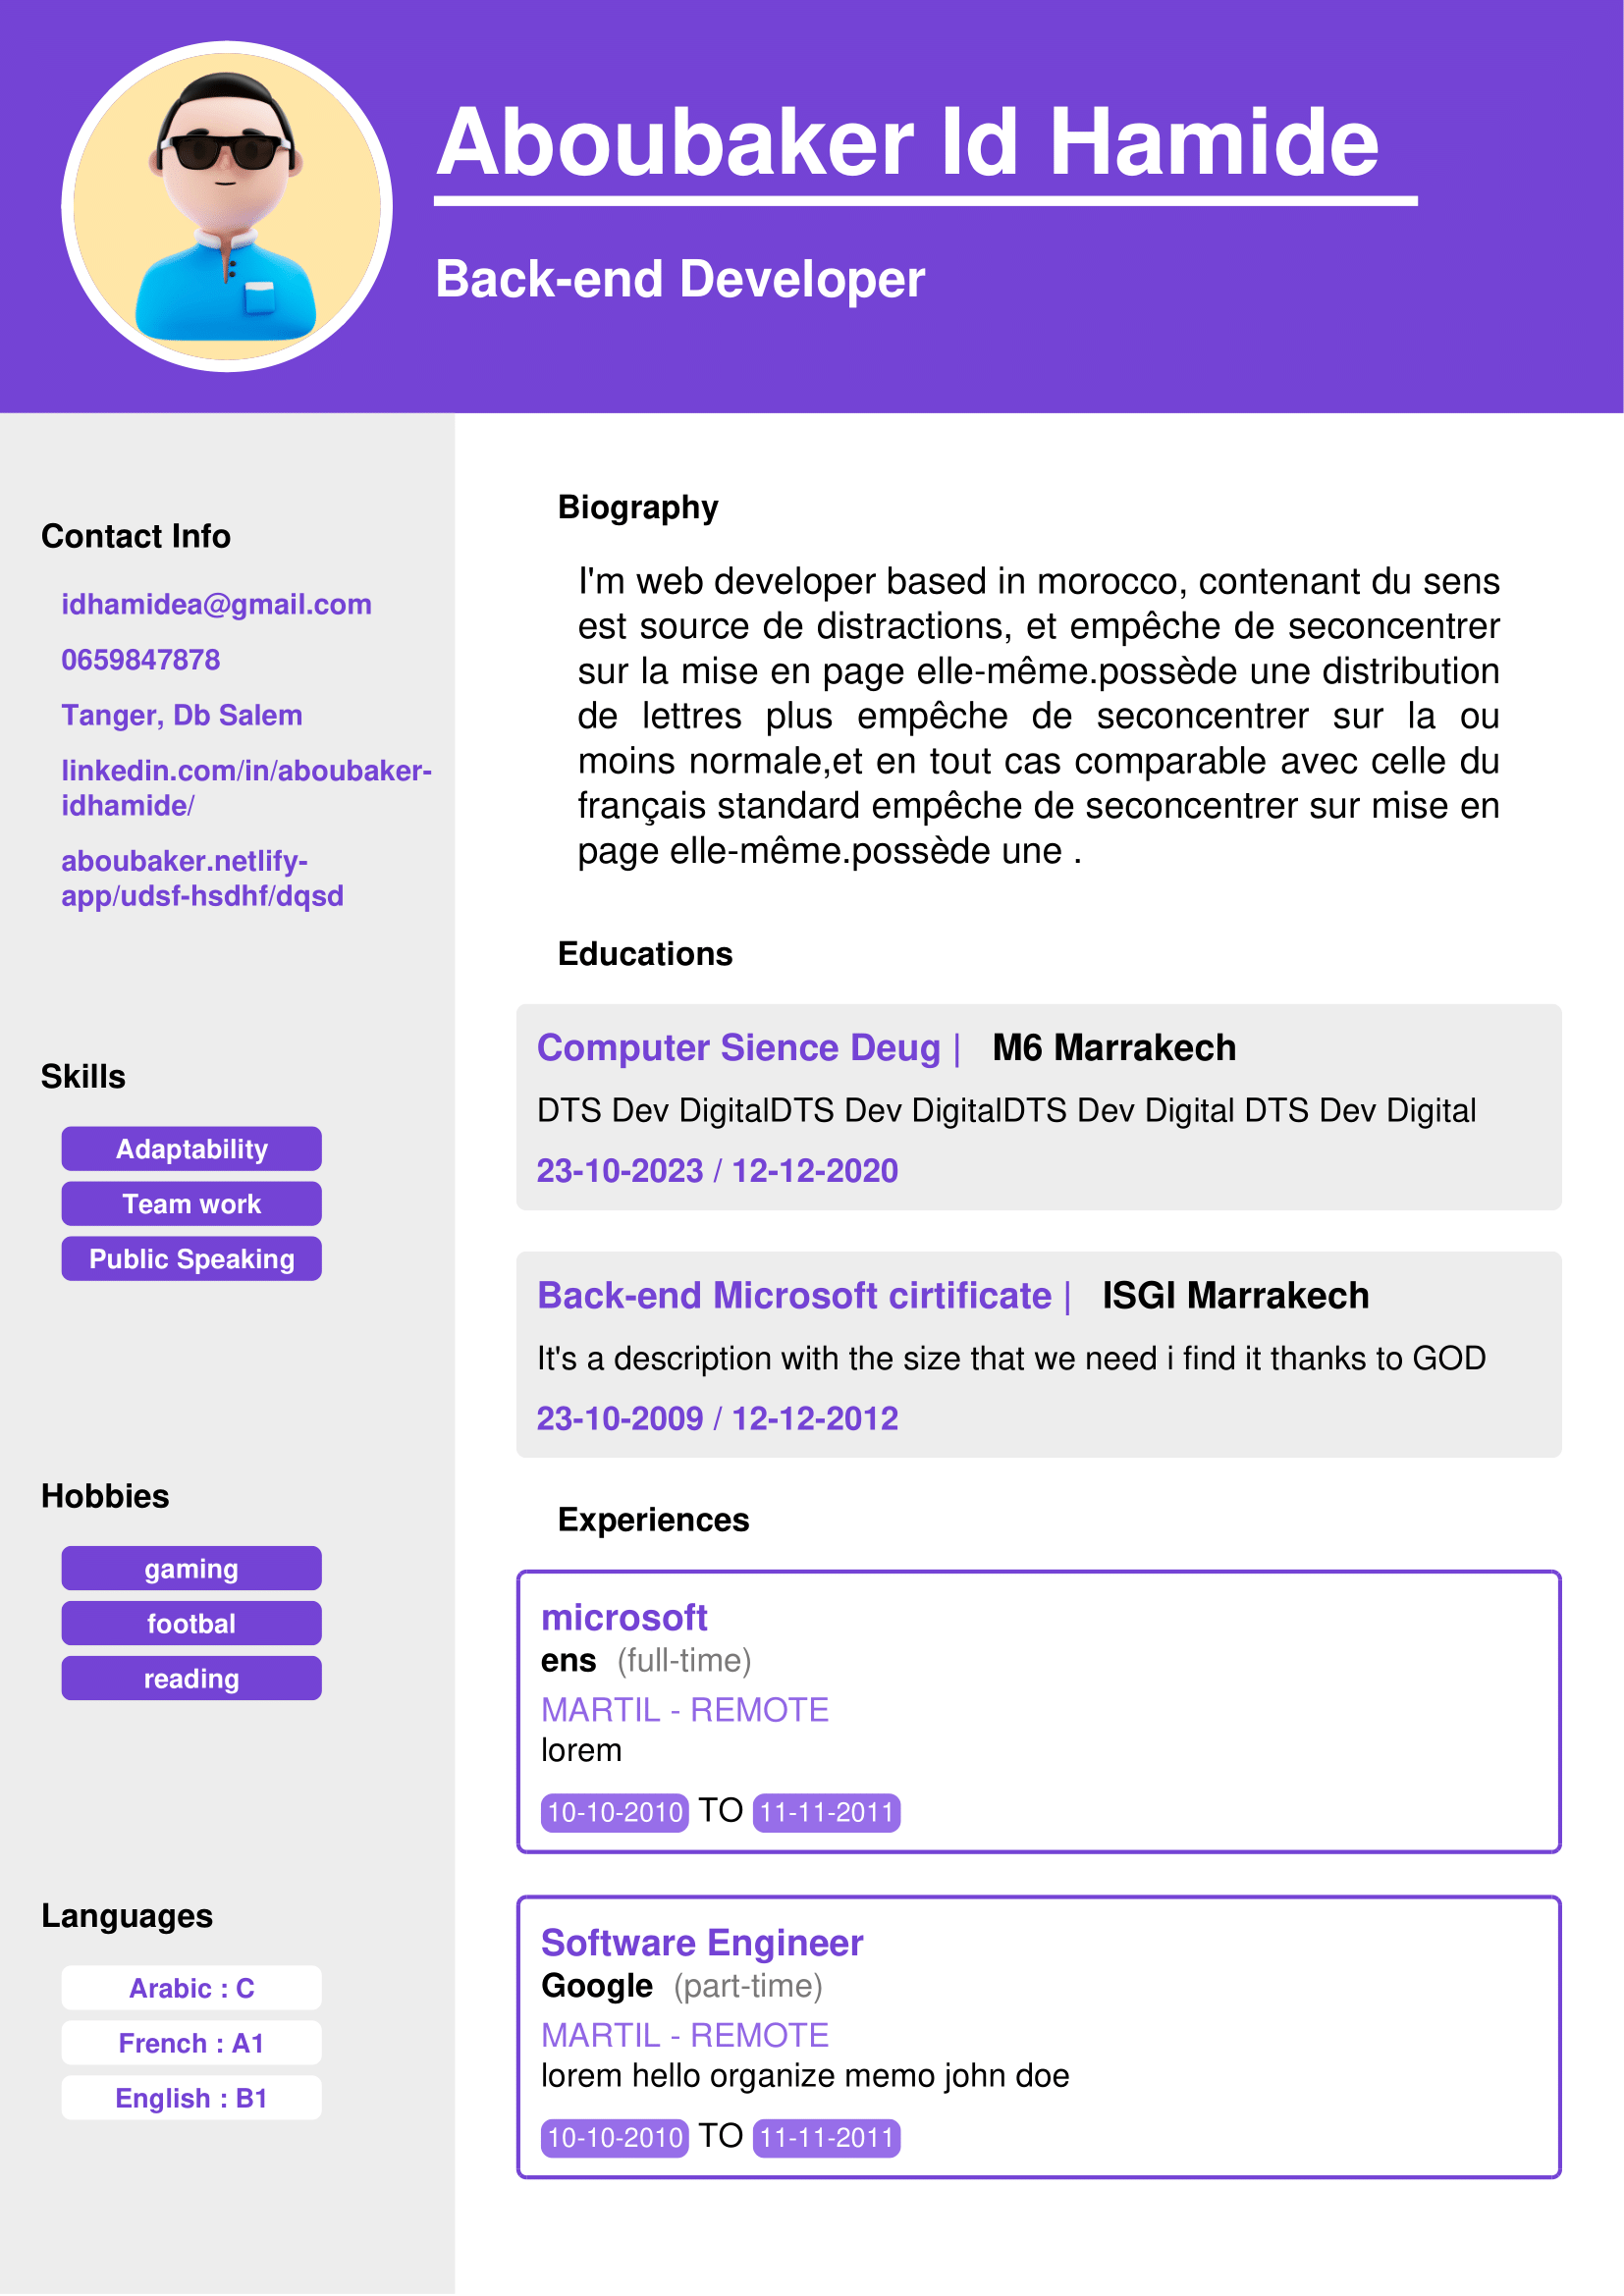 Aboubaker Id Hamide
Back-end Developer
Contact Info
idhamidea@gmail.com
0659847878
Tanger, Db Salem
linkedin.com/in/aboubaker-
idhamide/
aboubaker.netlify-
app/udsf-hsdhf/dqsd
Skills
Adaptability
Team work
Public Speaking
Hobbies
gaming
footbal
reading
Languages
Arabic : C
French : A1
English : B1
Biography
I'm web developer based in morocco, contenant du sens
est source de distractions, et empêche de seconcentrer
sur la mise en page elle-même.possède une distribution
de lettres plus empêche de seconcentrer sur la ou
moins normale,et en tout cas comparable avec celle du
français standard empêche de seconcentrer sur mise en
page elle-même.possède une .
Educations
Computer Sience Deug | M6 Marrakech
DTS Dev DigitalDTS Dev DigitalDTS Dev Digital DTS Dev Digital
23-10-2023 / 12-12-2020
Back-end Microsoft cirtificate | ISGI Marrakech
It's a description with the size that we need i find it thanks to GOD
23-10-2009 / 12-12-2012
Experiences
microsoft
ens (full-time)
MARTIL - REMOTE
lorem
10-10-2010 TO 11-11-2011
Software Engineer
Google (part-time)
MARTIL - REMOTE
lorem hello organize memo john doe
10-10-2010 TO 11-11-2011